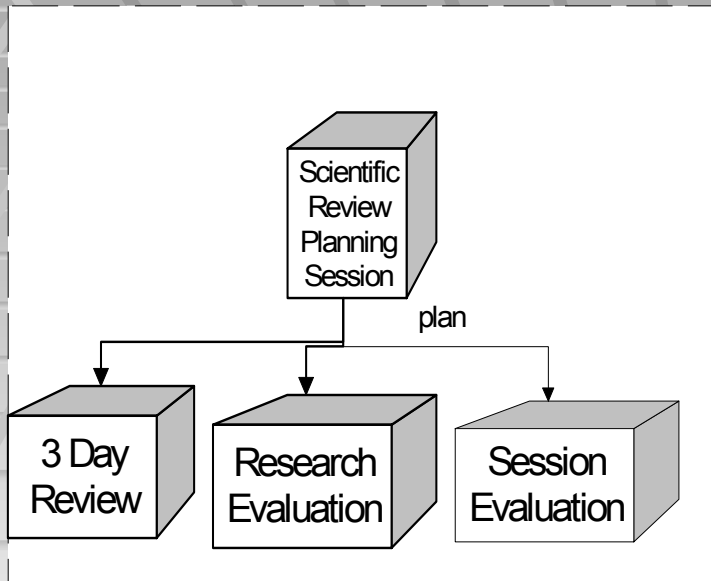 Scientific
Review
Planning
Session
plan
3 Day
Review
Research
Evaluation
Session
Evaluation